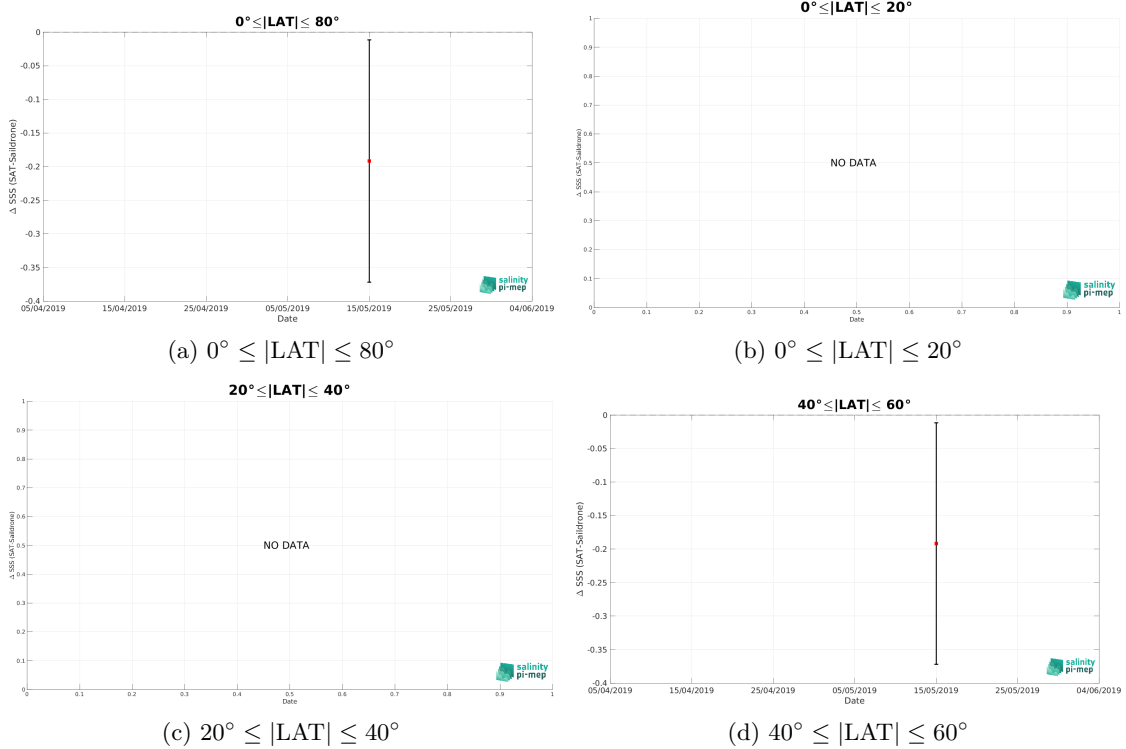 0°≤|LAT|≤ 80°
0
-0.05
-0.1
-0.15
-0.2
-0.25
-0.3
-0.35
-0.4
Δ SSS (SAT-Saildrone)
05/04/2019 15/04/2019 25/04/2019 05/05/2019 15/05/2019 25/05/2019 04/06/2019
Date
salinity
pi-mep
(a) 0° ≤ |LAT| ≤ 80°
0°≤|LAT|≤ 20°
1
0.9
0.8
0.7
0.6
0.5
0.4
0.3
0.2
0.1
0
Δ SSS (SAT-Saildrone)
NO DATA
0 0.1 0.2 0.3 0.4 0.5 0.6 0.7 0.8 0.9 1
Date
salinity
pi-mep
(b) 0° ≤ |LAT| ≤ 20°
20°≤|LAT|≤ 40°
1
0.9
0.8
0.7
0.6
0.5
0.4
0.3
0.2
0.1
0
Δ SSS (SAT-Saildrone)
NO DATA
0 0.1 0.2 0.3 0.4 0.5 0.6 0.7 0.8 0.9 1
Date
salinity
pi-mep
(c) 20° ≤ |LAT| ≤ 40°
40°≤|LAT|≤ 60°
0
-0.05
-0.1
-0.15
-0.2
-0.25
-0.3
-0.35
-0.4
Δ SSS (SAT-Saildrone)
05/04/2019 15/04/2019 25/04/2019 05/05/2019 15/05/2019 25/05/2019 04/06/2019
Date
salinity
pi-mep
(d) 40° ≤ |LAT| ≤ 60°